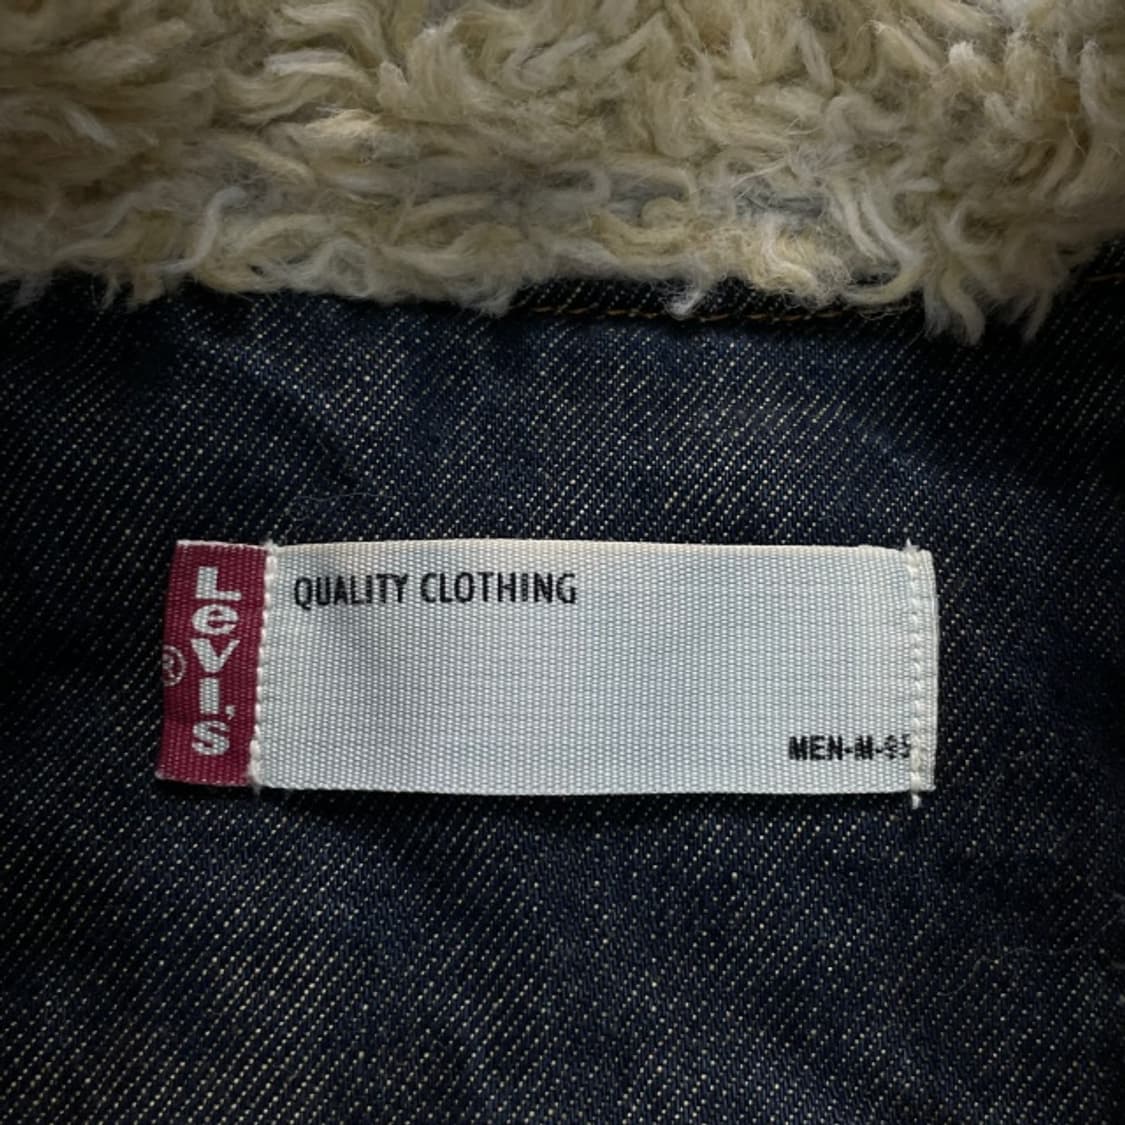 Levi's
®
QUALITY CLOTHING
MEN-M-95